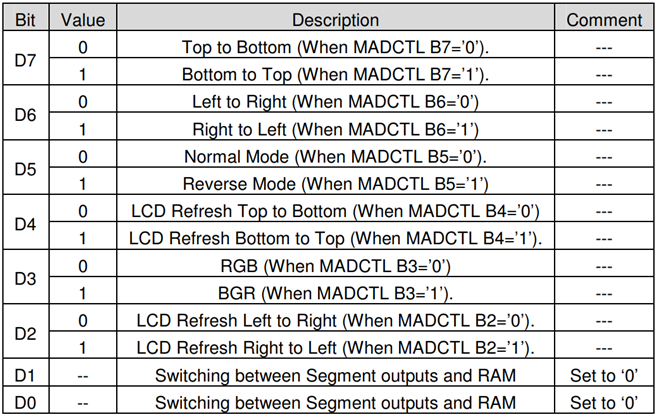 Bit Value Description Comment
D7 0 Top to Bottom (When MADCTL B7='0'). ---
1 Bottom to Top (When MADCTL B7='1'). ---
D6 0 Left to Right (When MADCTL B6='0') ---
1 Right to Left (When MADCTL B6='1') ---
D5 0 Normal Mode (When MADCTL B5='0'). ---
1 Reverse Mode (When MADCTL B5='1') ---
D4 0 LCD Refresh Top to Bottom (When MADCTL B4='0') ---
1 LCD Refresh Bottom to Top (When MADCTL B4='1'). ---
D3 0 RGB (When MADCTL B3='0') ---
1 BGR (When MADCTL B3='1'). ---
D2 0 LCD Refresh Left to Right (When MADCTL B2='0'). ---
1 LCD Refresh Right to Left (When MADCTL B2='1'). ---
D1 -- Switching between Segment outputs and RAM Set to ‘0’
D0 -- Switching between Segment outputs and RAM Set to ‘0’